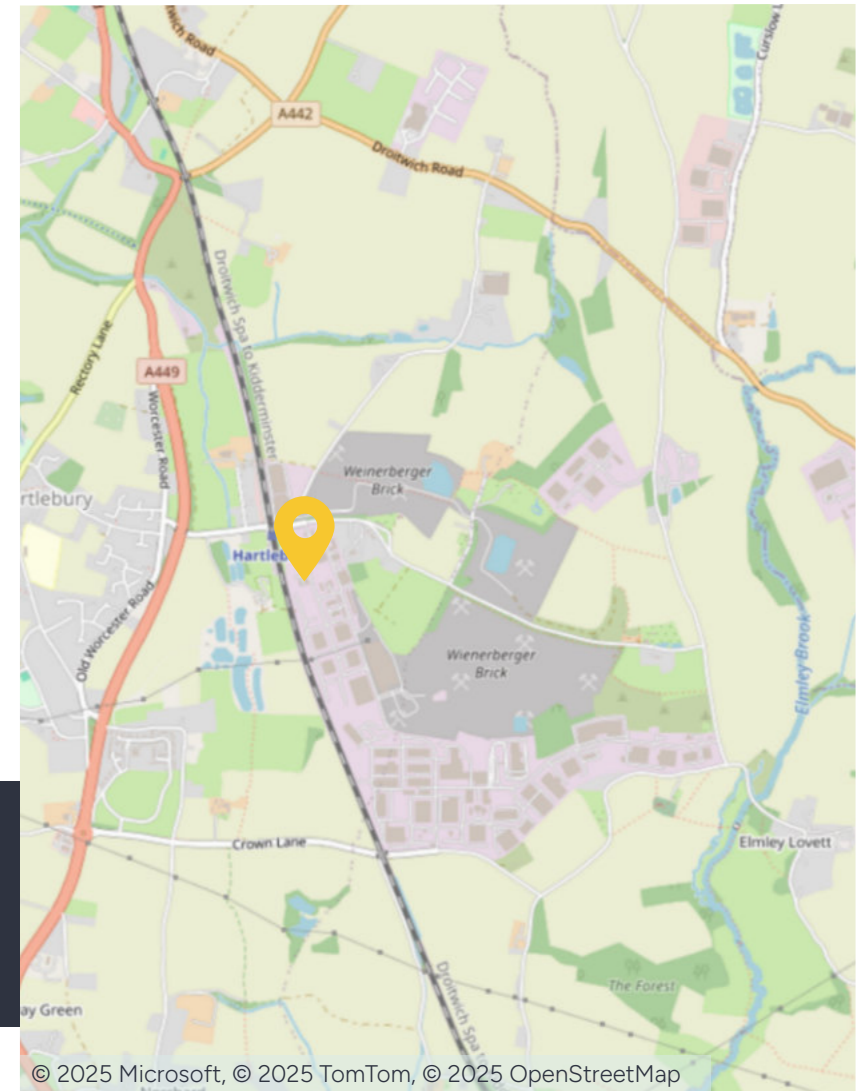 Curslow L
wich Road
A442
Droitwich Road
Droitwich Spa to Kidderminster
Rectory Lane
A449
Worcester Road
Weinerberger
Brick
rtlebury
Hartleb
Old Worcester Road
Wienerberger
Brick
Elmley Brook
Crown Lane
Elmley Lovett
The Forest
Droitwich Spa to
ay Green
© 2025 Microsoft, © 2025 TomTom, © 2025 OpenStreetMap